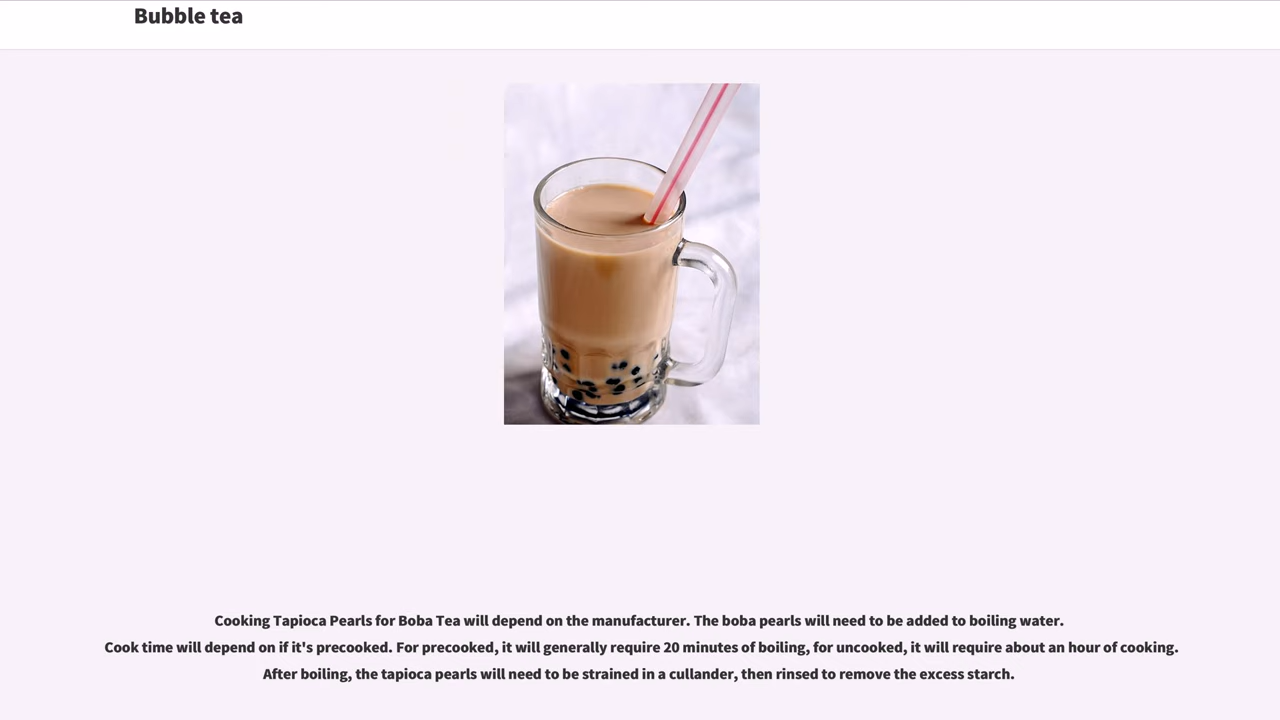 Bubble tea
Cooking Tapioca Pearls for Boba Tea will depend on the manufacturer. The boba pearls will need to be added to boiling water.
Cook time will depend on if it's precooked. For precooked, it will generally require 20 minutes of boiling, for uncooked, it will require about an hour of cooking.
After boiling, the tapioca pearls will need to be strained in a cullander, then rinsed to remove the excess starch.